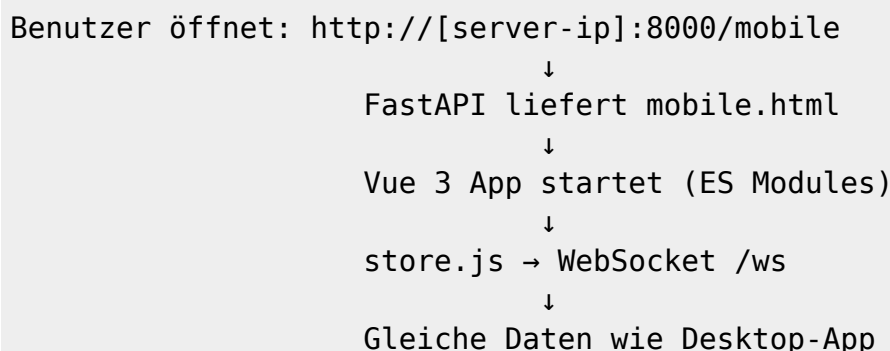 Benutzer öffnet: http://[server-ip]:8000/mobile
↓
FastAPI liefert mobile.html
↓
Vue 3 App startet (ES Modules)
↓
store.js → WebSocket /ws
↓
Gleiche Daten wie Desktop-App